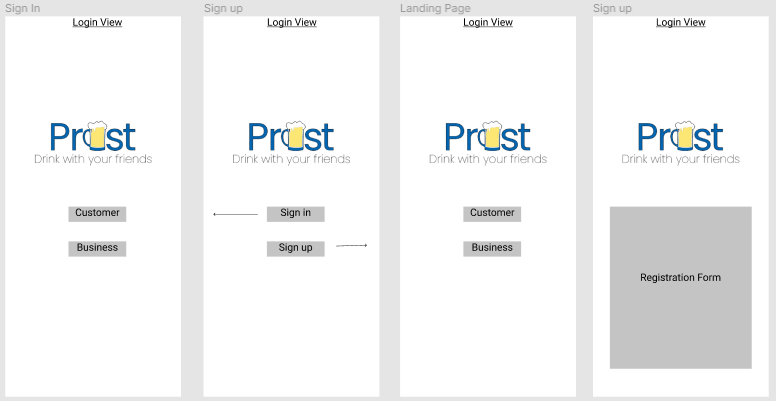 Sign In
Login View
Prost
Drink with your friends
Customer
Business
Sign up
Login View
Prost
Drink with your friends
Sign in
Sign up
Landing Page
Login View
Prost
Drink with your friends
Customer
Business
Sign up
Login View
Prost
Drink with your friends
Registration Form